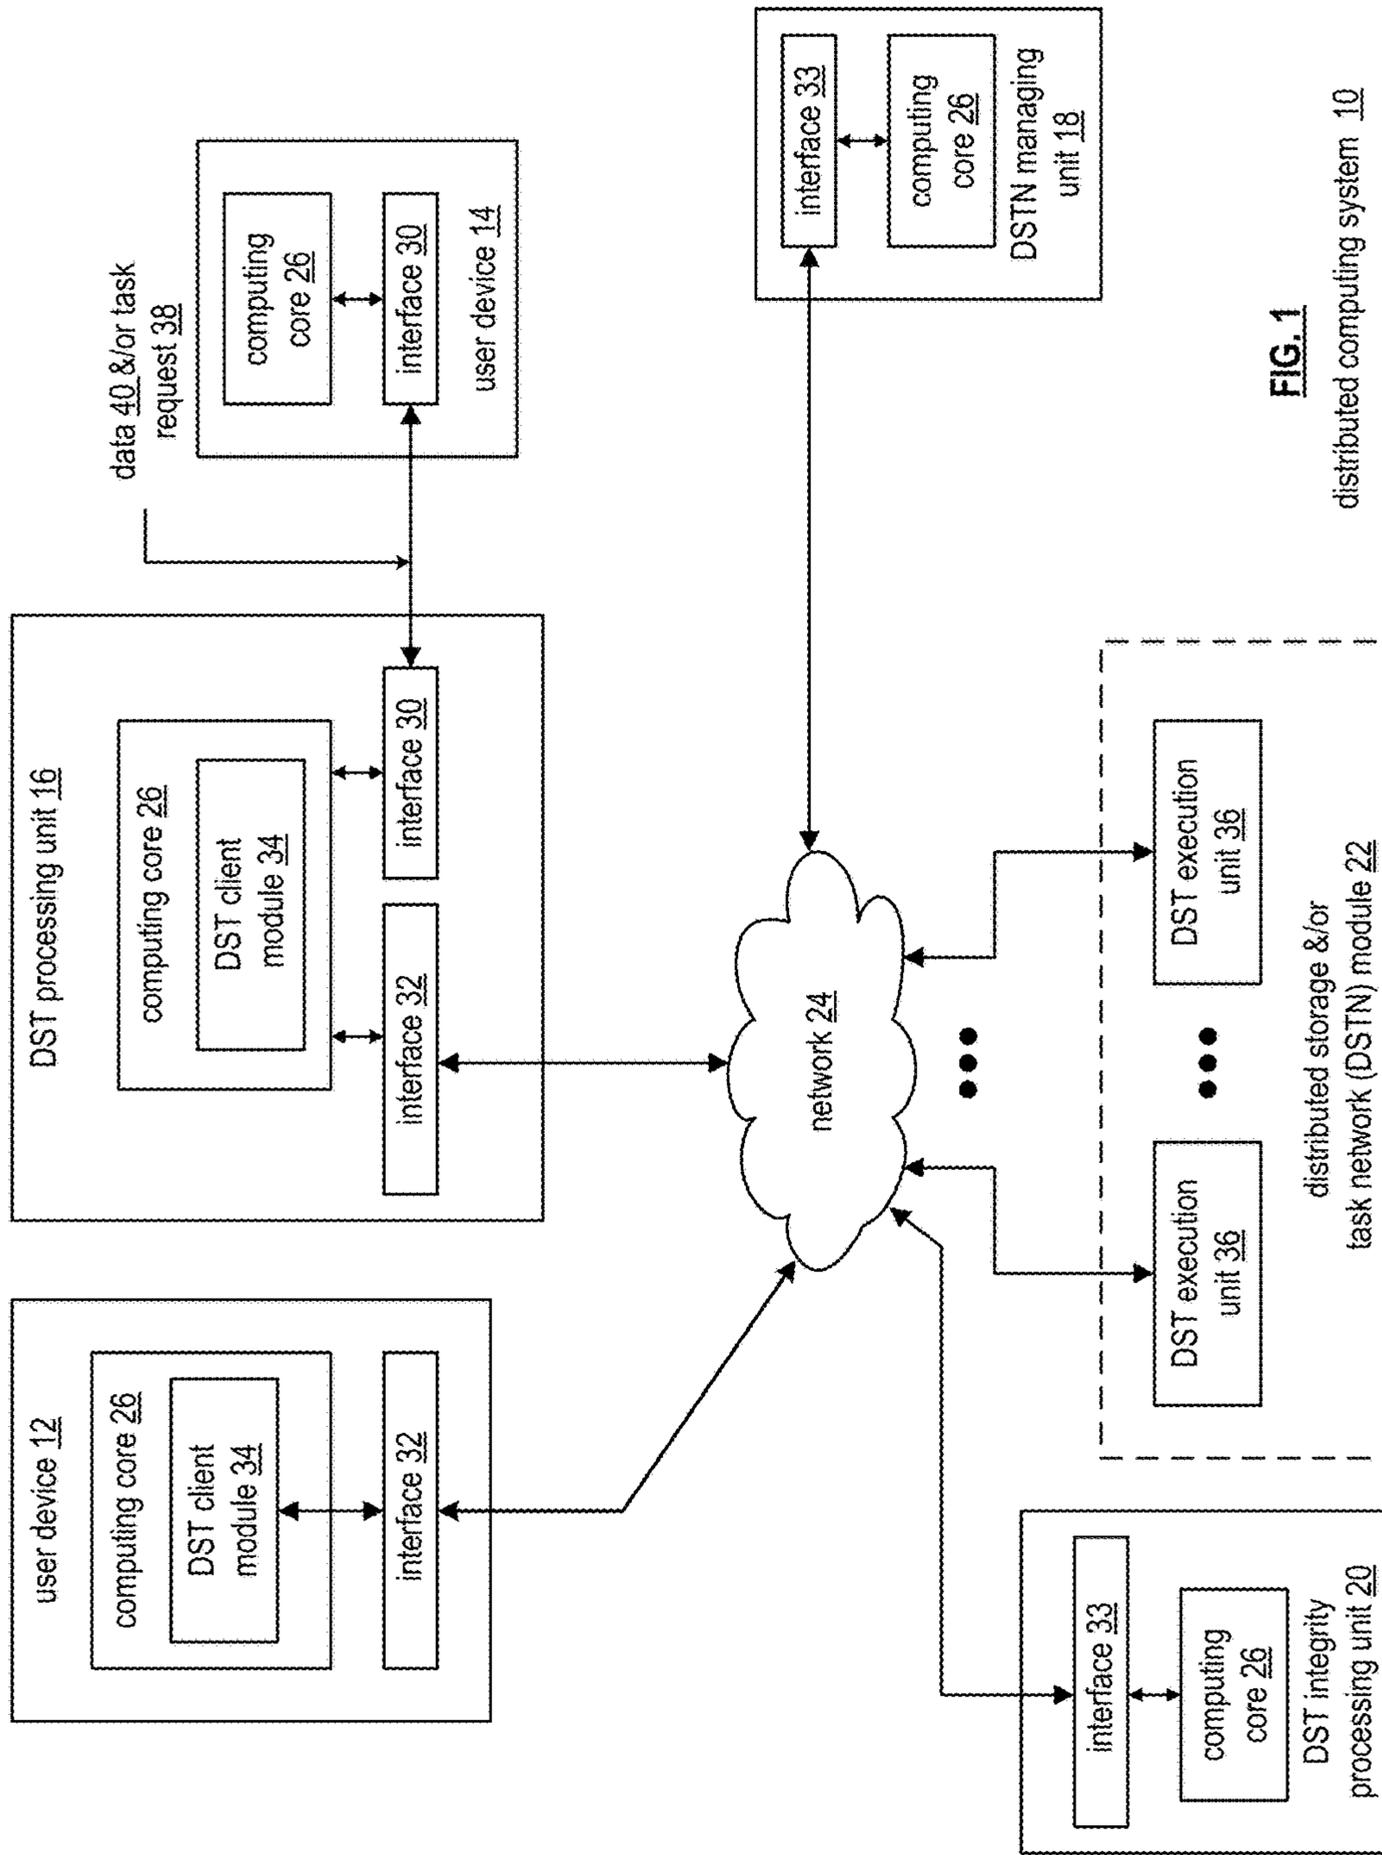 user device 12
computing core 26
DST client
module 34
interface 32
DST processing unit 16
computing core 26
DST client
module 34
interface 32
interface 30
data 40 &/or task
request 38
computing
core 26
interface 30
user device 14
network 24
interface 33
computing
core 26
DSTN managing
unit 18
interface 33
computing
core 26
DST integrity
processing unit 20
DST execution
unit 36
DST execution
unit 36
distributed storage &/or
task network (DSTN) module 22
FIG. 1
distributed computing system 10